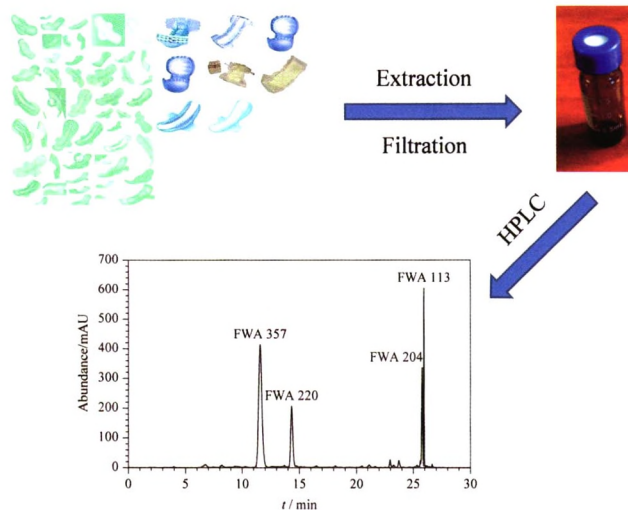 Extraction
Filtration
HPLC
700
600
500
400
300
200
100
0
Abundance/mAU
FWA 357
FWA 220
FWA 204
FWA 113
0
5
10
15
20
25
30
t / min